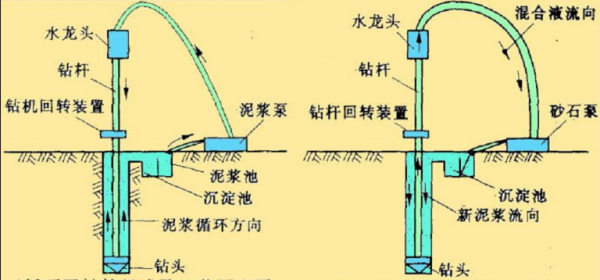 水龙头
钻杆
钻机回转装置
泥浆泵
泥浆池
沉淀池
泥浆循环方向
钻头
混合液流向
水龙头
钻杆
钻杆回转装置
砂石泵
沉淀池
新泥浆流向
钻头